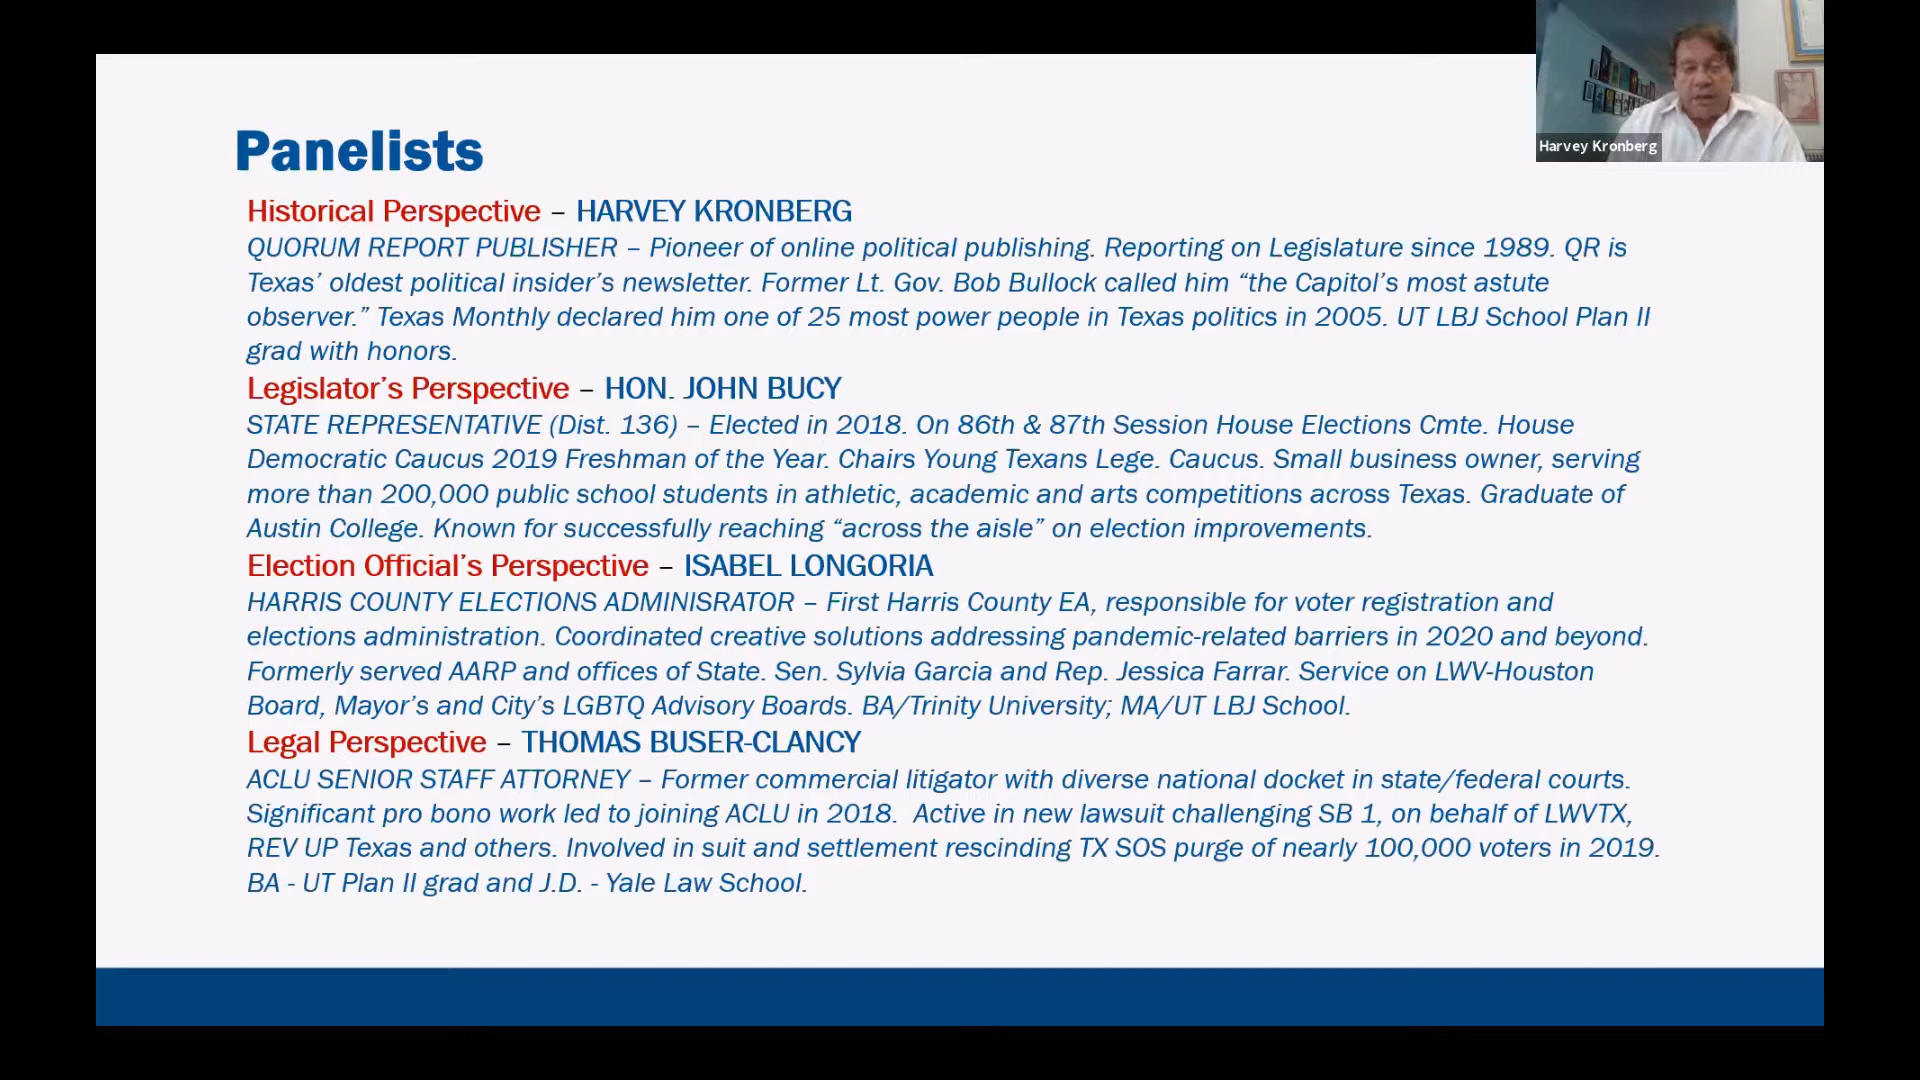 Harvey Kronberg
Panelists
Historical Perspective – HARVEY KRONBERG
QUORUM REPORT PUBLISHER – Pioneer of online political publishing. Reporting on Legislature since 1989. QR is
Texas’ oldest political insider’s newsletter. Former Lt. Gov. Bob Bullock called him “the Capitol’s most astute
observer.” Texas Monthly declared him one of 25 most power people in Texas politics in 2005. UT LBJ School Plan II
grad with honors.
Legislator’s Perspective – HON. JOHN BUCY
STATE REPRESENTATIVE (Dist. 136) – Elected in 2018. On 86th & 87th Session House Elections Cmte. House
Democratic Caucus 2019 Freshman of the Year. Chairs Young Texans Lege. Caucus. Small business owner, serving
more than 200,000 public school students in athletic, academic and arts competitions across Texas. Graduate of
Austin College. Known for successfully reaching “across the aisle” on election improvements.
Election Official’s Perspective – ISABEL LONGORIA
HARRIS COUNTY ELECTIONS ADMINISRATOR – First Harris County EA, responsible for voter registration and
elections administration. Coordinated creative solutions addressing pandemic-related barriers in 2020 and beyond.
Formerly served AARP and offices of State. Sen. Sylvia Garcia and Rep. Jessica Farrar. Service on LWV-Houston
Board, Mayor’s and City’s LGBTQ Advisory Boards. BA/Trinity University; MA/UT LBJ School.
Legal Perspective – THOMAS BUSER-CLANCY
ACLU SENIOR STAFF ATTORNEY – Former commercial litigator with diverse national docket in state/federal courts.
Significant pro bono work led to joining ACLU in 2018.  Active in new lawsuit challenging SB 1, on behalf of LWVTX,
REV UP Texas and others. Involved in suit and settlement rescinding TX SOS purge of nearly 100,000 voters in 2019.
BA - UT Plan II grad and J.D. - Yale Law School.